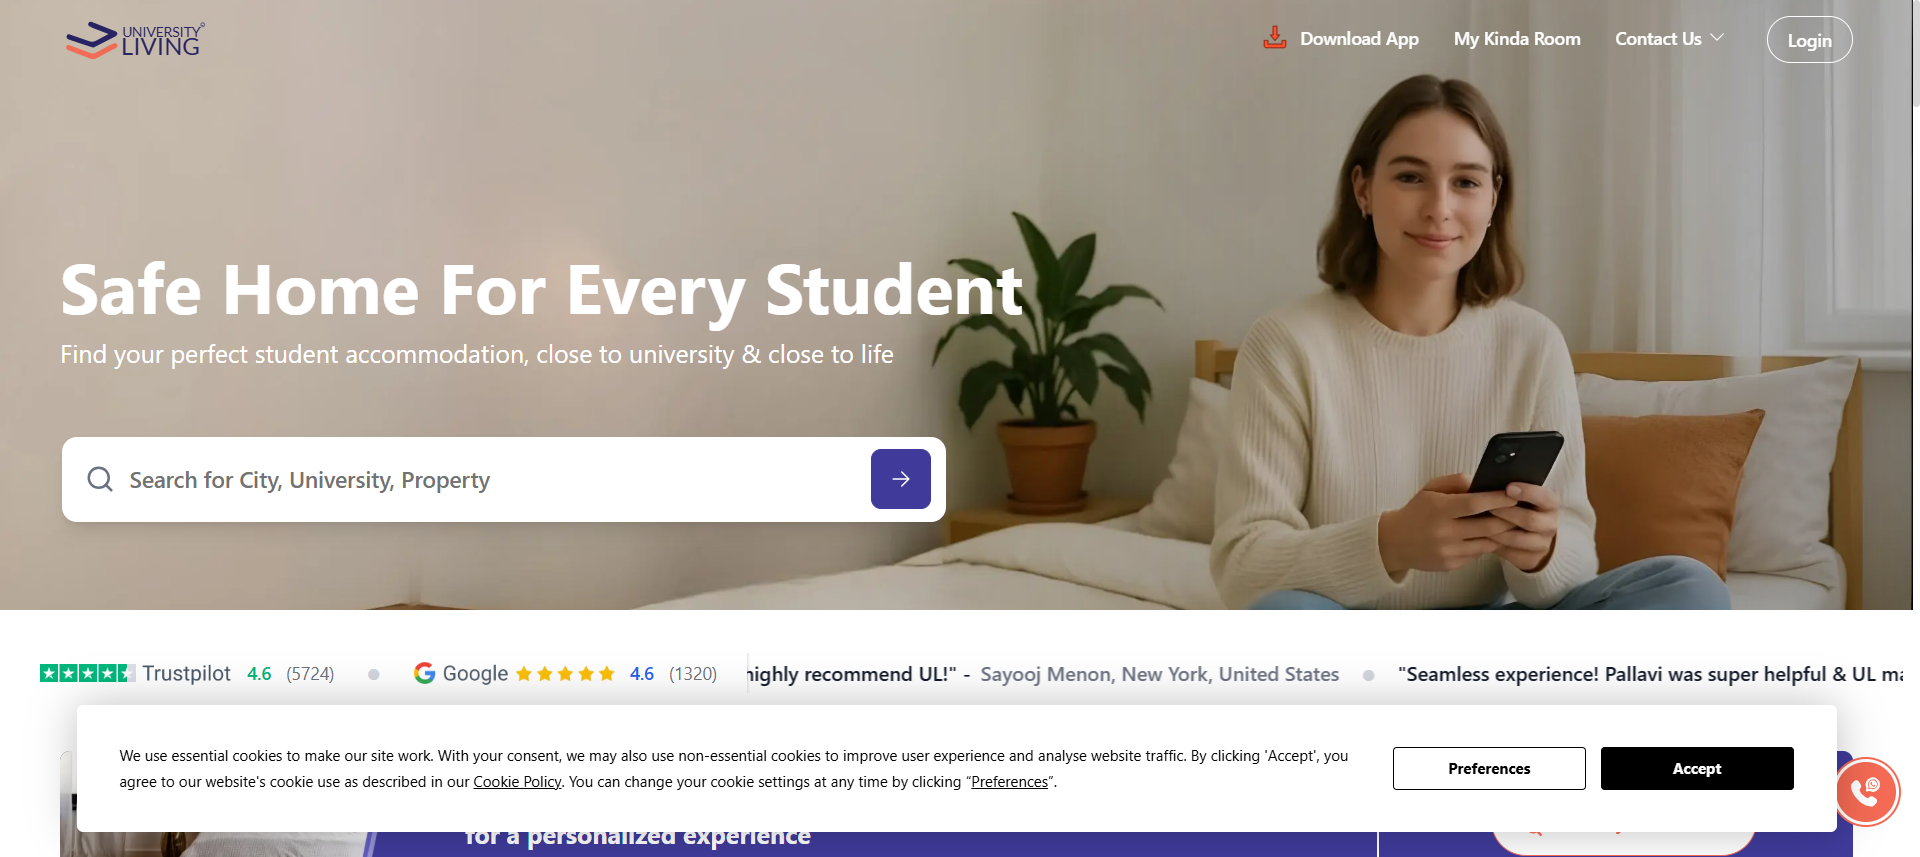 UNIVERSITY
LIVING
Download App
My Kinda Room
Contact Us
Login
Safe Home For Every Student
Find your perfect student accommodation, close to university & close to life
Search for City, University, Property
Trustpilot 4.6 (5724)
Google 4.6 (1320)
highly recommend UL!" - Sayooj Menon, New York, United States
"Seamless experience! Pallavi was super helpful & UL
We use essential cookies to make our site work. With your consent, we may also use non-essential cookies to improve user experience and analyse website traffic. By clicking 'Accept', you
agree to our website's cookie use as described in our Cookie Policy. You can change your cookie settings at any time by clicking “Preferences”.
Preferences
Accept
for a personalized experience